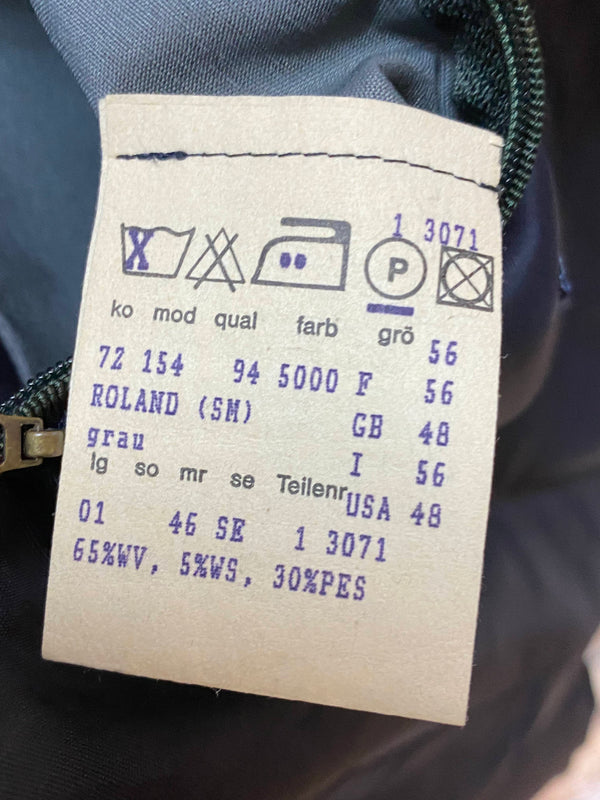 1 3071
X P
ko mod qual farb grö
56
72 154 94 5000 F 56
ROLAND (SM) GB 48
grau I 56
lg so mr se Teilenr. USA 48
01 46 SE 1 3071
65%WV, 5%WS, 30%PES